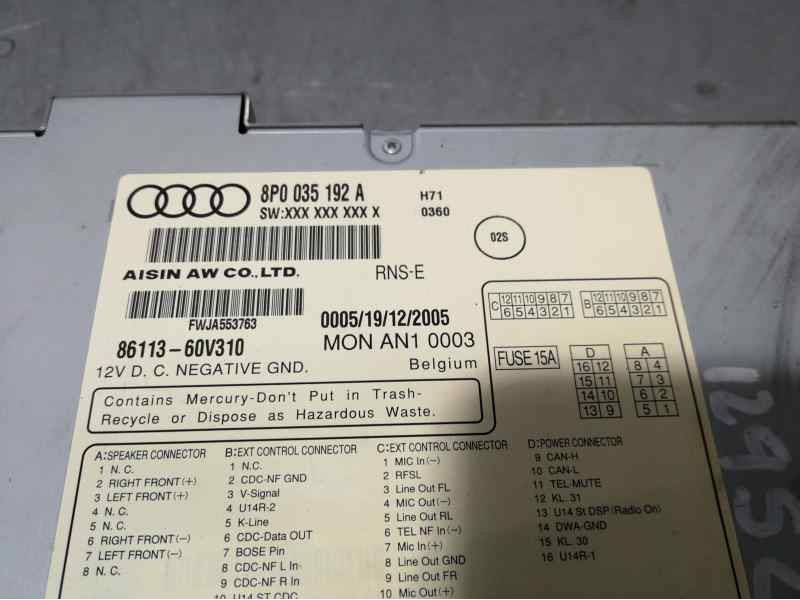 8P0 035 192 A
H71
SW:XXX XXX XXX X
0360
02S
AISIN AW CO.,LTD.
RNS-E
FWJA553763
0005/19/12/2005
86113-60V310
MON AN1 0003
12V D. C. NEGATIVE GND.
Belgium
Contains Mercury-Don't Put in Trash-
Recycle or Dispose as Hazardous Waste.
C 12 11 10 9 8 7
6 5 4 3 2 1
B 12 11 10 9 8 7
6 5 4 3 2 1
FUSE 15A
D
16 12
15 11
14 10
13 9
A
8 4
7 3
6 2
5 1
A:SPEAKER CONNECTOR
1 N. C.
2 RIGHT FRONT(+)
3 LEFT FRONT(+)
4 N. C.
5 N. C.
6 RIGHT FRONT(-)
7 LEFT FRONT(-)
8 N. C.
B:EXT CONTROL CONNECTOR
1 N.C.
2 CDC-NF GND
3 V-Signal
4 U14R-2
5 K-Line
6 CDC-Data OUT
7 BOSE Pin
8 CDC-NF L In
9 CDC-NF R In
10 U14 ST CDC
C:EXT CONTROL CONNECTOR
1 MIC In(-)
2 RFSL
3 Line Out FL
4 MIC Out(-)
5 Line Out RL
6 TEL NF In(-)
7 Mic In(+)
8 Line Out GND
9 Line Out FR
10 Mic Out(+)
D:POWER CONNECTOR
9 CAN-H
10 CAN-L
11 TEL-MUTE
12 KL. 31
13 U14 St DSP (Radio On)
14 DWA-GND
15 KL. 30
16 U14R-1